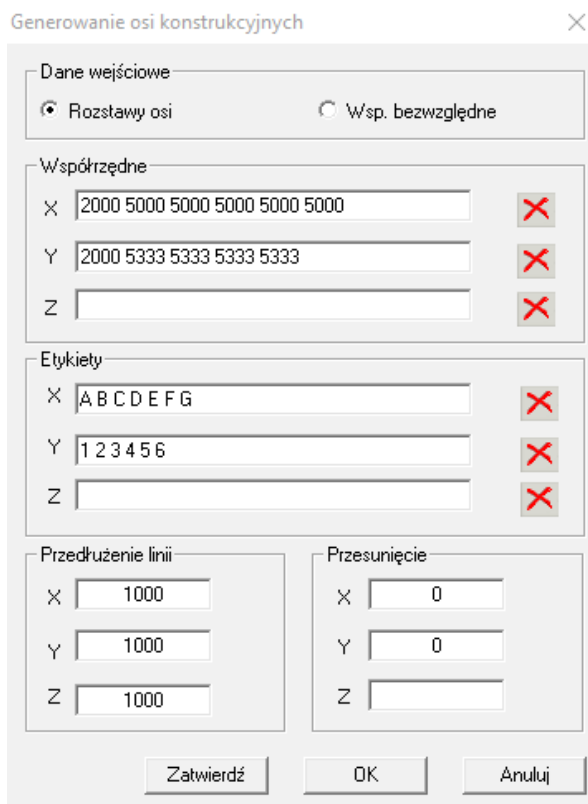 Generowanie osi konstrukcyjnych
Dane wejściowe
Rozstawy osi Wsp. bezwzględne
Współrzędne
X 2000 5000 5000 5000 5000 5000
Y 2000 5333 5333 5333 5333
Z
Etykiety
X A B C D E F G
Y 1 2 3 4 5 6
Z
Przedłużenie linii Przesunięcie
X 1000 X 0
Y 1000 Y 0
Z 1000 Z
Zatwierdź OK Anuluj